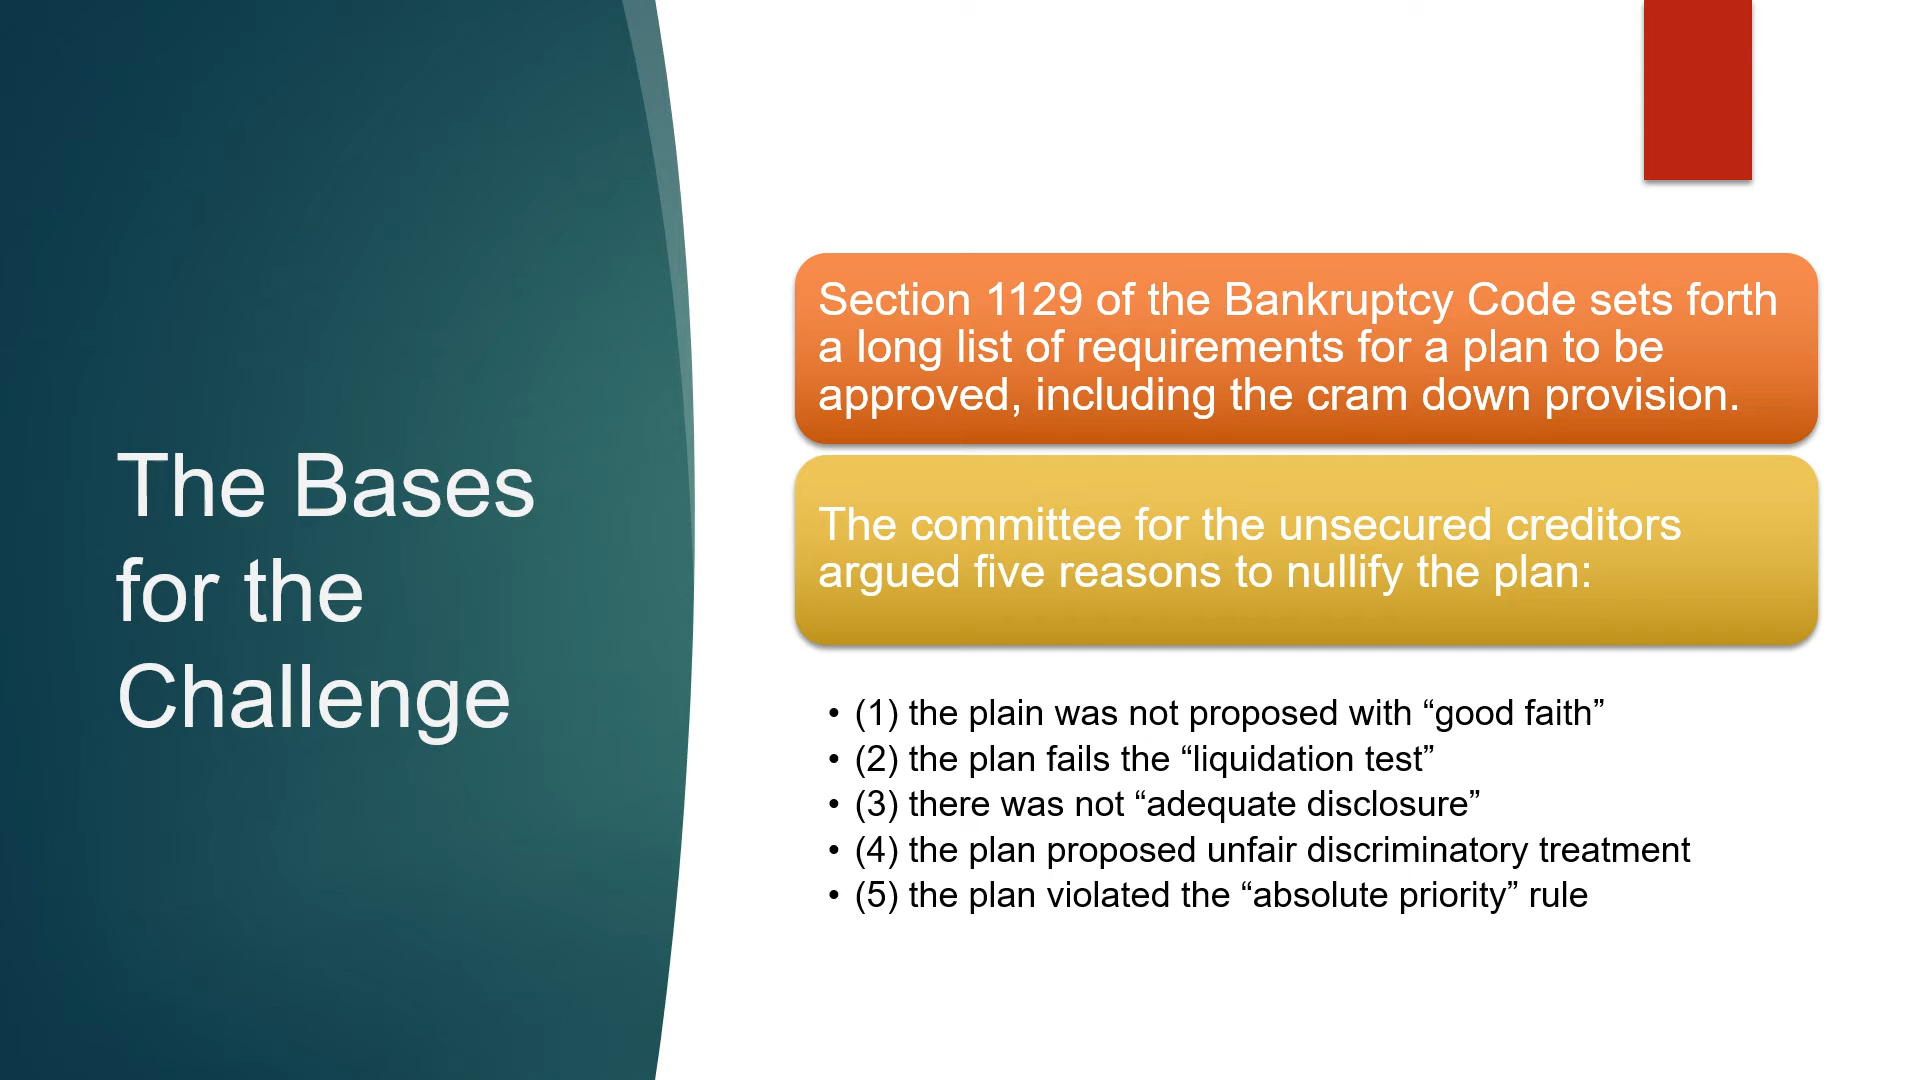 The Bases
for the
Challenge
Section 1129 of the Bankruptcy Code sets forth
a long list of requirements for a plan to be
approved, including the cram down provision.
The committee for the unsecured creditors
argued five reasons to nullify the plan:
• (1) the plain was not proposed with “good faith”
• (2) the plan fails the “liquidation test”
• (3) there was not “adequate disclosure”
• (4) the plan proposed unfair discriminatory treatment
• (5) the plan violated the “absolute priority” rule